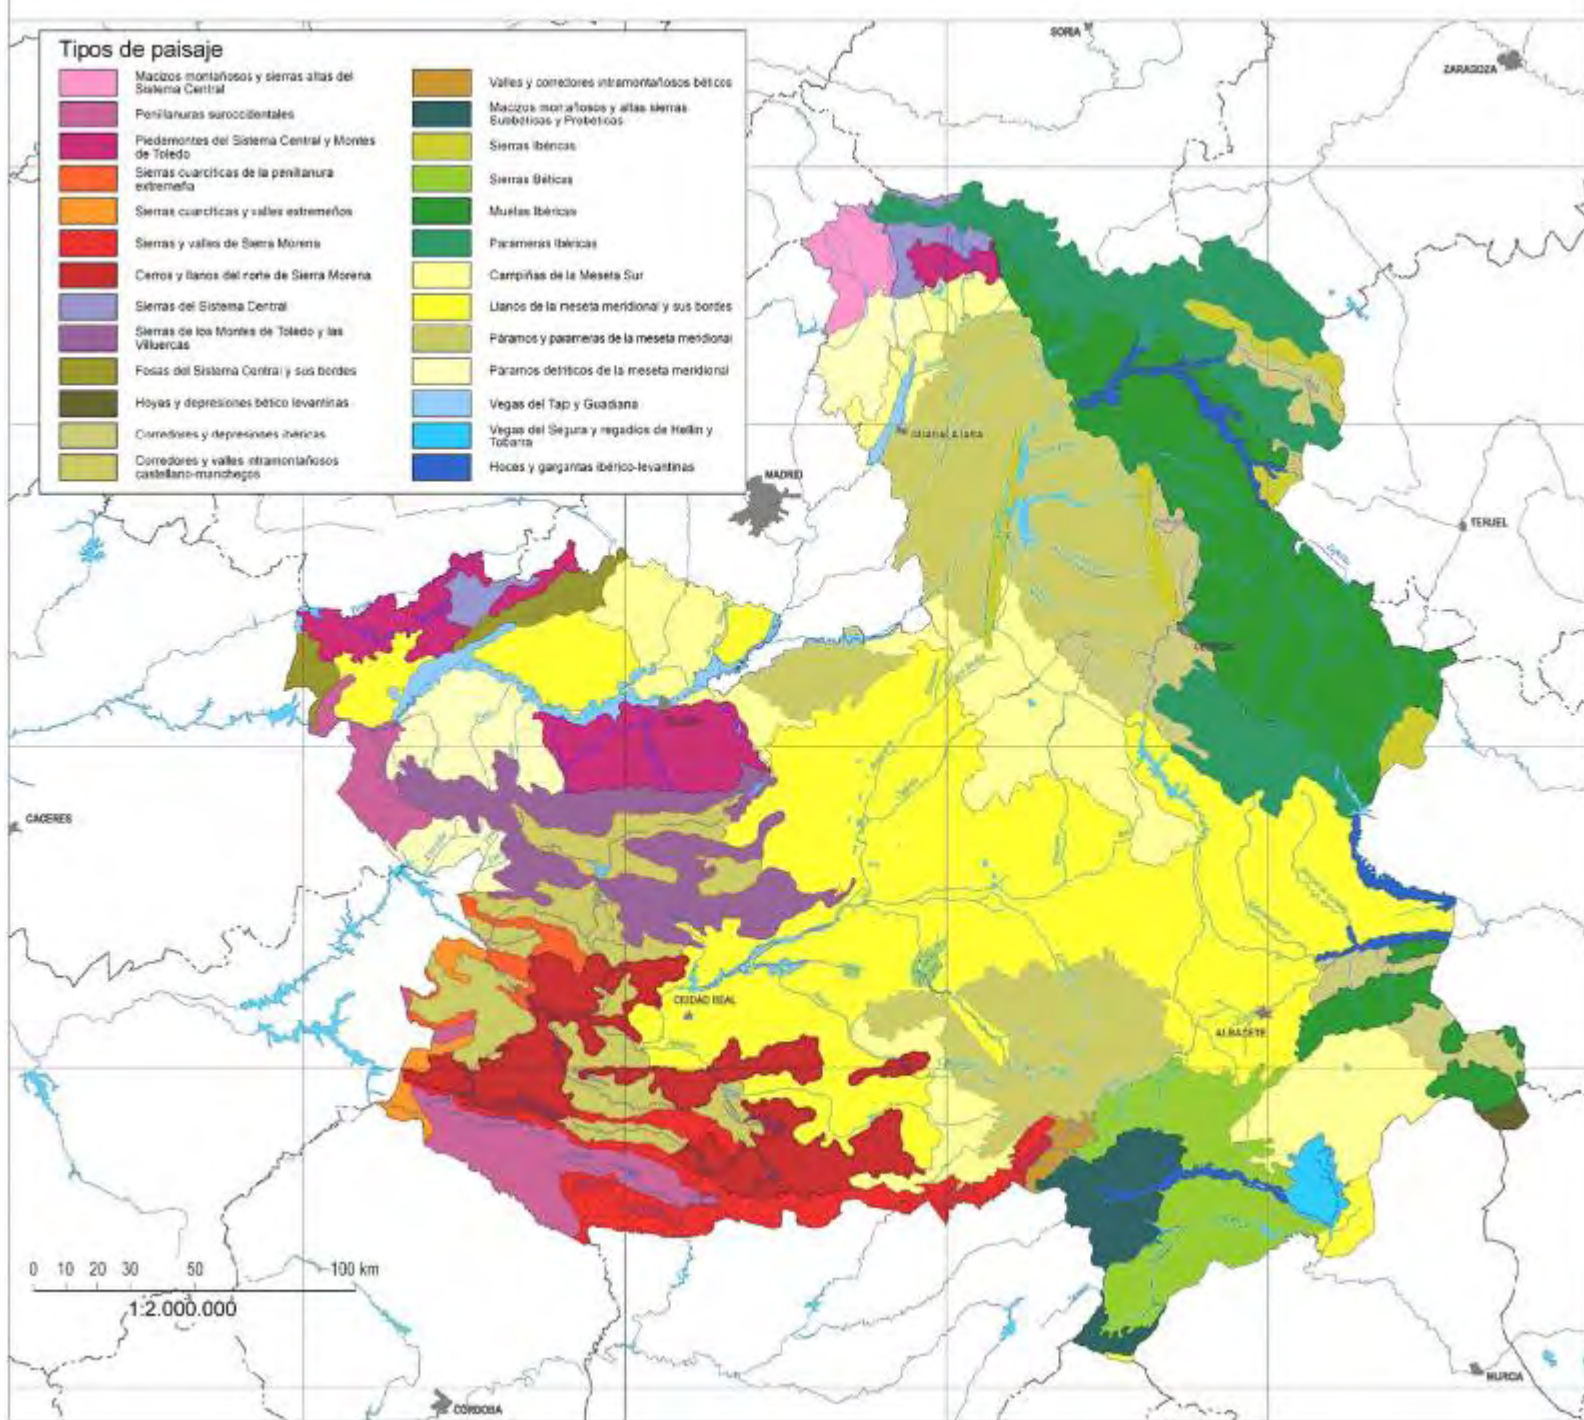 Tipos de paisaje
Macizos montañosos y sierras altas del
Sistema Central
Penillanuras suroccidentales
Piedemontes del Sistema Central y Montes
de Toledo
Sierras cuarcíticas de la penillanura
extremeña
Sierras cuarcíticas y valles extremeños
Sierras y valles de Sierra Morena
Cerros y llanos del norte de Sierra Morena
Sierras del Sistema Central
Sierras de los Montes de Toledo y las
Villuercas
Fosas del Sistema Central y sus bordes
Hoyas y depresiones bético levantinas
Corredores y depresiones ibéricas
Corredores y valles intramontañosos
castellano-manchegos
Valles y corredores intramontañosos béticos
Macizos montañosos y altas sierras
Subbéticas y Prebéticas
Sierras Ibéricas
Sierras Béticas
Muelas Ibéricas
Parameras Ibéricas
Campiñas de la Meseta Sur
Llanos de la meseta meridional y sus bordes
Páramos y parameras de la meseta meridional
Páramos detríticos de la meseta meridional
Vegas del Tajo y Guadiana
Vegas del Segura y regadíos de Hellín y
Tobarra
Hoces y gargantas ibérico-levantinas
SORIA
ZARAGOZA
MADRID
TERUEL
CACERES
CIUDAD REAL
ALBACETE
MURCIA
CORDOBA
0 10 20 30 50 100 km
1:2.000.000